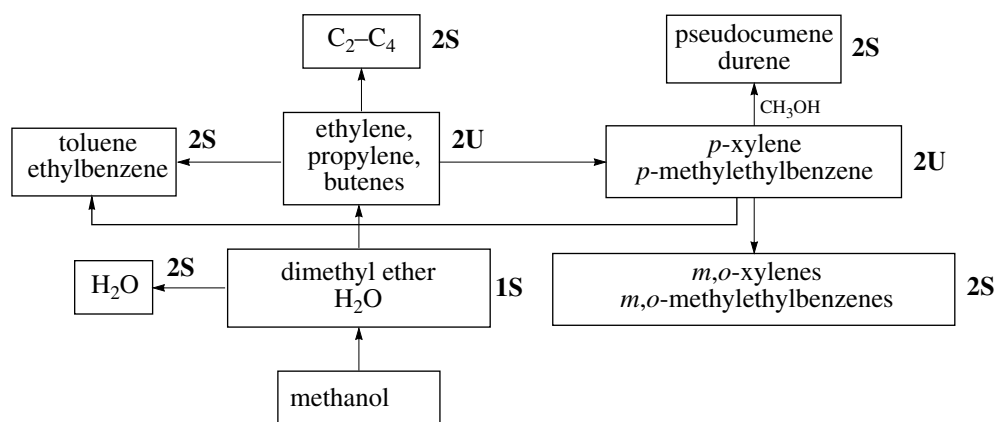 C₂–C₄ 2S
pseudocumene
durene
2S
CH₃OH
toluene
ethylbenzene
2S
ethylene,
propylene,
butenes
2U
p-xylene
p-methylethylbenzene
2U
H₂O
2S
dimethyl ether
H₂O
1S
m,o-xylenes
m,o-methylethylbenzenes
2S
methanol